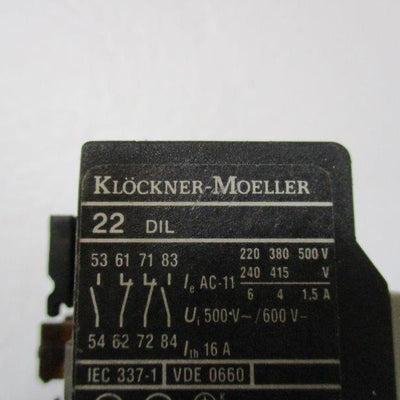 KLÖCKNER-MOELLER
22 DIL
53 61 71 83
220 380 500 V
Ie AC-11 240 415 V
6 4 1.5 A
Ui 500 V~/600 V-
54 62 72 84 Ith 16 A
IEC 337-1 VDE 0660